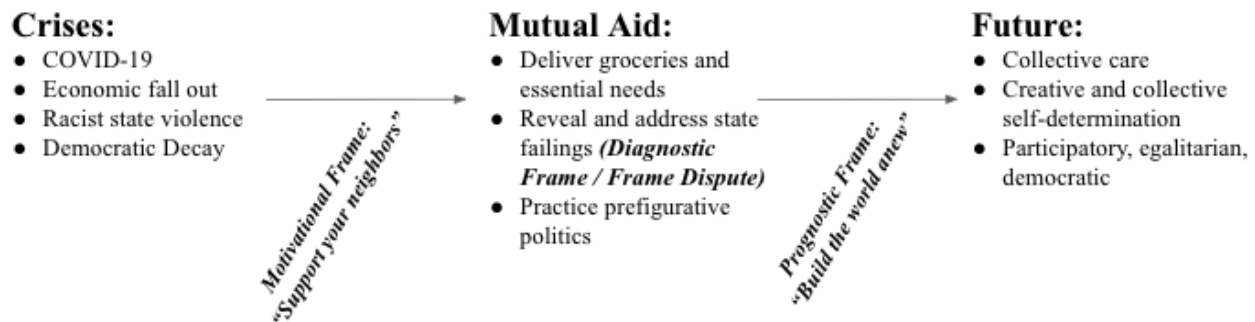 Crises:
● COVID-19
● Economic fall out
● Racist state violence
● Democratic Decay
Motivational Frame:
“Support your neighbors”
Mutual Aid:
● Deliver groceries and
essential needs
● Reveal and address state
failings (Diagnostic
Frame / Frame Dispute)
● Practice prefigurative
politics
Prognostic Frame:
“Build the world anew”
Future:
● Collective care
● Creative and collective
self-determination
● Participatory, egalitarian,
democratic